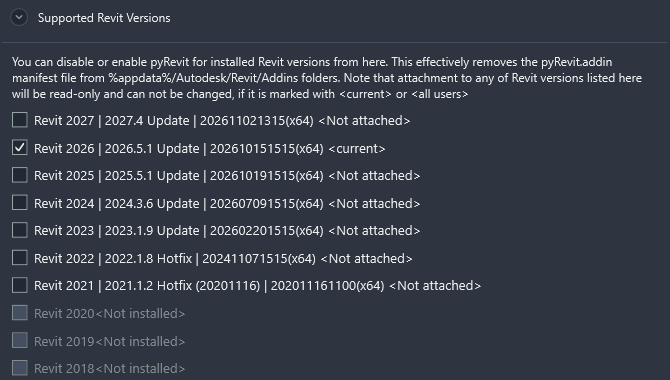 Supported Revit Versions
You can disable or enable pyRevit for installed Revit versions from here. This effectively removes the pyRevit.addin
manifest file from %appdata%/Autodesk/Revit/Addins folders. Note that attachment to any of Revit versions listed here
will be read-only and can not be changed, if it is marked with <current> or <all users>
Revit 2027 | 2027.4 Update | 202611021315(x64) <Not attached>
Revit 2026 | 2026.5.1 Update | 202610151515(x64) <current>
Revit 2025 | 2025.5.1 Update | 202610191515(x64) <Not attached>
Revit 2024 | 2024.3.6 Update | 202607091515(x64) <Not attached>
Revit 2023 | 2023.1.9 Update | 202602201515(x64) <Not attached>
Revit 2022 | 2022.1.8 Hotfix | 202411071515(x64) <Not attached>
Revit 2021 | 2021.1.2 Hotfix (20201116) | 202011161100(x64) <Not attached>
Revit 2020<Not installed>
Revit 2019<Not installed>
Revit 2018<Not installed>